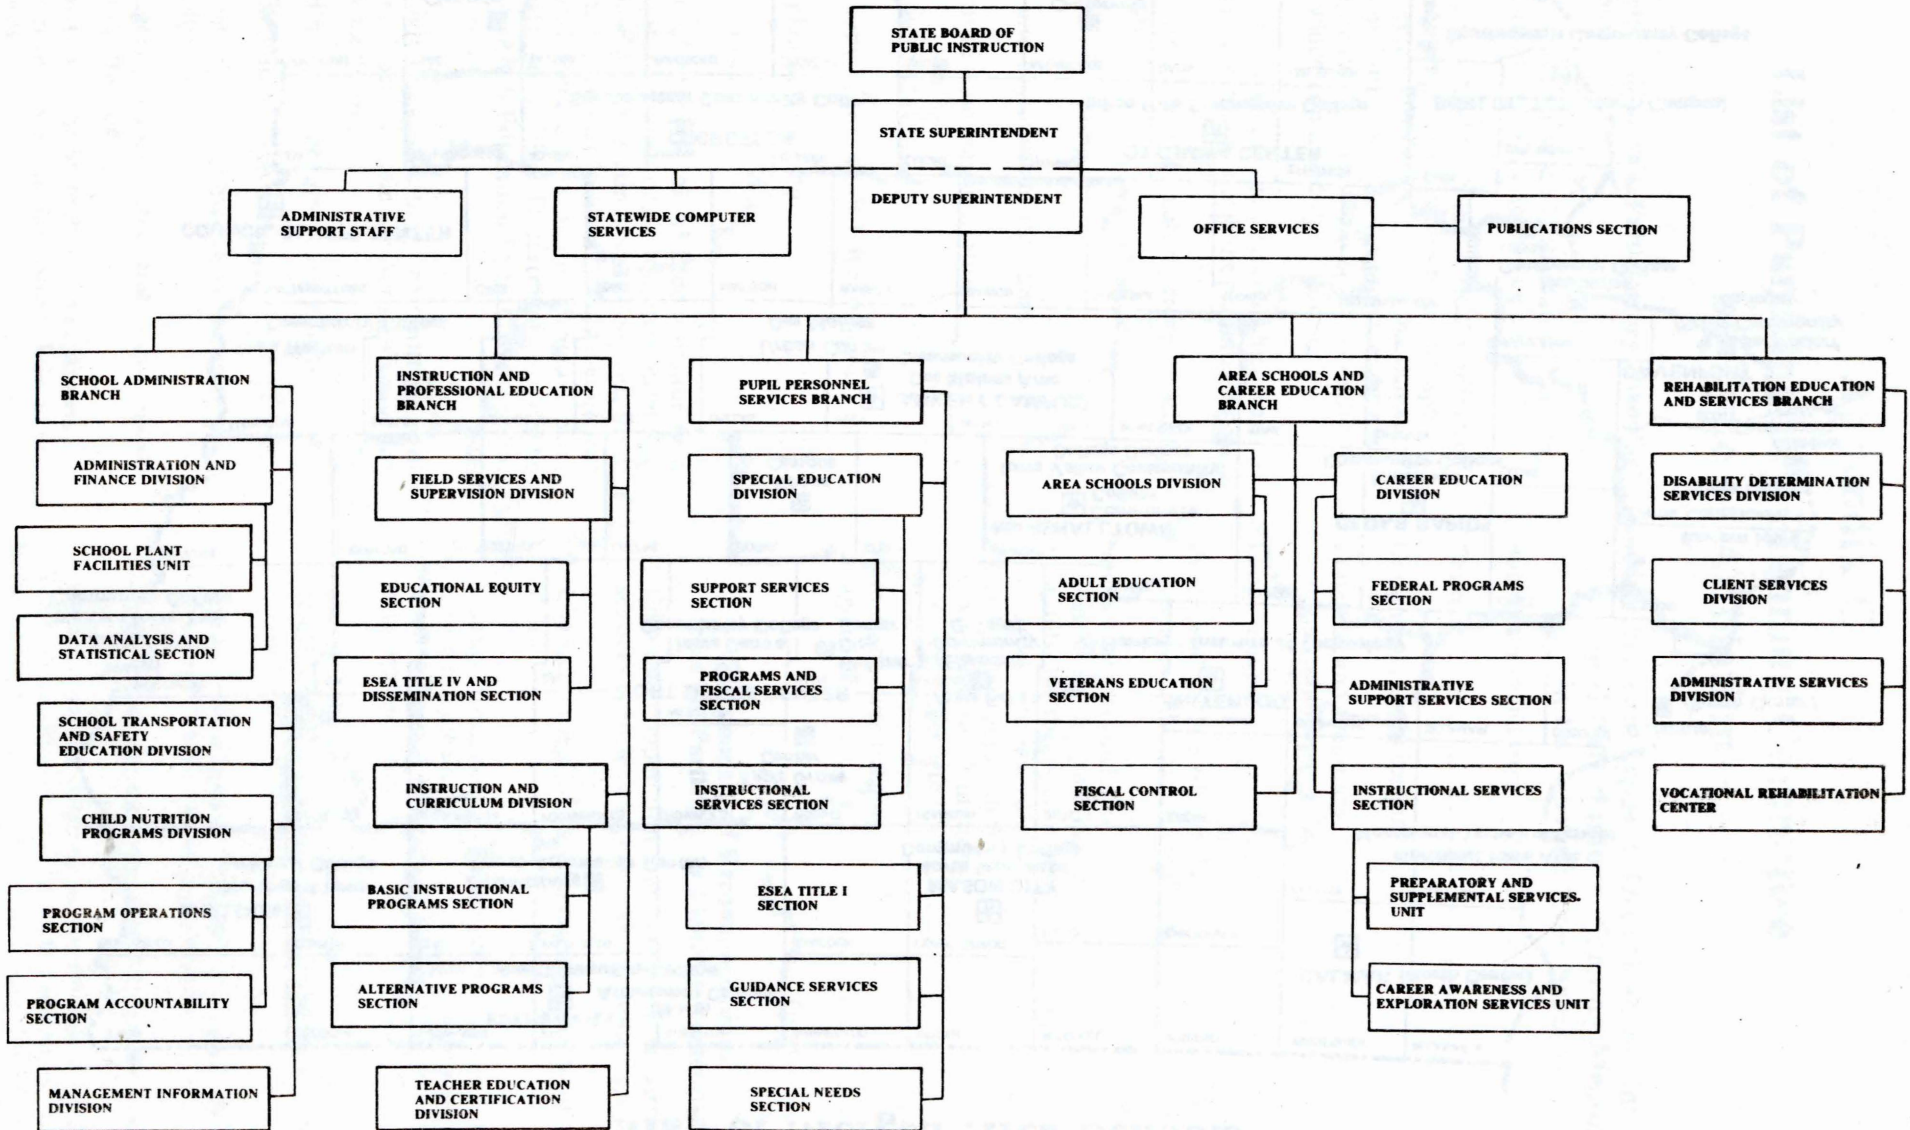 STATE BOARD OF
PUBLIC INSTRUCTION
STATE SUPERINTENDENT
DEPUTY SUPERINTENDENT
ADMINISTRATIVE
SUPPORT STAFF
STATEWIDE COMPUTER
SERVICES
OFFICE SERVICES
PUBLICATIONS SECTION
SCHOOL ADMINISTRATION
BRANCH
ADMINISTRATION AND
FINANCE DIVISION
SCHOOL PLANT
FACILITIES UNIT
DATA ANALYSIS AND
STATISTICAL SECTION
SCHOOL TRANSPORTATION
AND SAFETY
EDUCATION DIVISION
CHILD NUTRITION
PROGRAMS DIVISION
PROGRAM OPERATIONS
SECTION
PROGRAM ACCOUNTABILITY
SECTION
MANAGEMENT INFORMATION
DIVISION
INSTRUCTION AND
PROFESSIONAL EDUCATION
BRANCH
FIELD SERVICES AND
SUPERVISION DIVISION
EDUCATIONAL EQUITY
SECTION
ESEA TITLE IV AND
DISSEMINATION SECTION
INSTRUCTION AND
CURRICULUM DIVISION
BASIC INSTRUCTIONAL
PROGRAMS SECTION
ALTERNATIVE PROGRAMS
SECTION
TEACHER EDUCATION
AND CERTIFICATION
DIVISION
PUPIL PERSONNEL
SERVICES BRANCH
SPECIAL EDUCATION
DIVISION
SUPPORT SERVICES
SECTION
PROGRAMS AND
FISCAL SERVICES
SECTION
INSTRUCTIONAL
SERVICES SECTION
ESEA TITLE I
SECTION
GUIDANCE SERVICES
SECTION
SPECIAL NEEDS
SECTION
AREA SCHOOLS AND
CAREER EDUCATION
BRANCH
AREA SCHOOLS DIVISION
ADULT EDUCATION
SECTION
VETERANS EDUCATION
SECTION
FISCAL CONTROL
SECTION
CAREER EDUCATION
DIVISION
FEDERAL PROGRAMS
SECTION
ADMINISTRATIVE
SUPPORT SERVICES SECTION
INSTRUCTIONAL SERVICES
SECTION
PREPARATORY AND
SUPPLEMENTAL SERVICES.
UNIT
CAREER AWARENESS AND
EXPLORATION SERVICES UNIT
REHABILITATION EDUCATION
AND SERVICES BRANCH
DISABILITY DETERMINATION
SERVICES DIVISION
CLIENT SERVICES
DIVISION
ADMINISTRATIVE SERVICES
DIVISION
VOCATIONAL REHABILITATION
CENTER